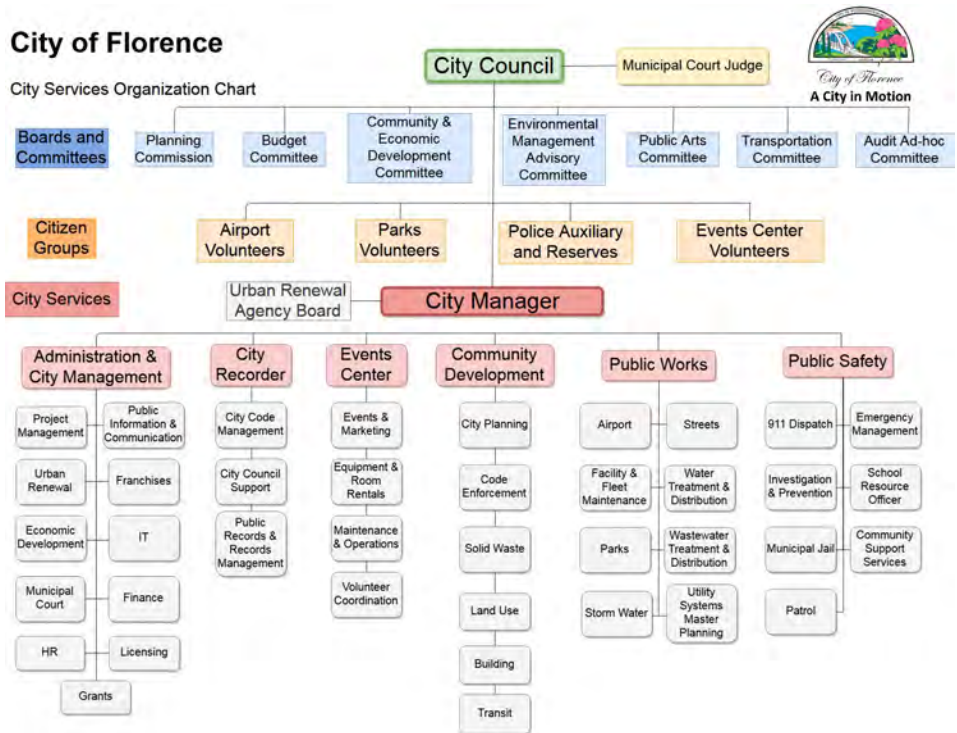 City of Florence
City Services Organization Chart
City Council
Municipal Court Judge
City of Florence
A City in Motion
Boards and
Committees
Planning
Commission
Budget
Committee
Community &
Economic
Development
Committee
Environmental
Management
Advisory
Committee
Public Arts
Committee
Transportation
Committee
Audit Ad-hoc
Committee
Citizen
Groups
Airport
Volunteers
Parks
Volunteers
Police Auxiliary
and Reserves
Events Center
Volunteers
City Services
Urban Renewal
Agency Board
City Manager
Administration &
City Management
City
Recorder
Events
Center
Community
Development
Public Works
Public Safety
Project
Management
Public
Information &
Communication
Urban
Renewal
Franchises
Economic
Development
IT
Municipal
Court
Finance
HR
Licensing
Grants
City Code
Management
City Council
Support
Public
Records &
Records
Management
Events &
Marketing
Equipment &
Room
Rentals
Maintenance
& Operations
Volunteer
Coordination
City Planning
Code
Enforcement
Solid Waste
Land Use
Building
Transit
Airport
Streets
Facility &
Fleet
Maintenance
Water
Treatment &
Distribution
Parks
Wastewater
Treatment &
Distribution
Storm Water
Utility
Systems
Master
Planning
911 Dispatch
Emergency
Management
Investigation
& Prevention
School
Resource
Officer
Municipal Jail
Community
Support
Services
Patrol